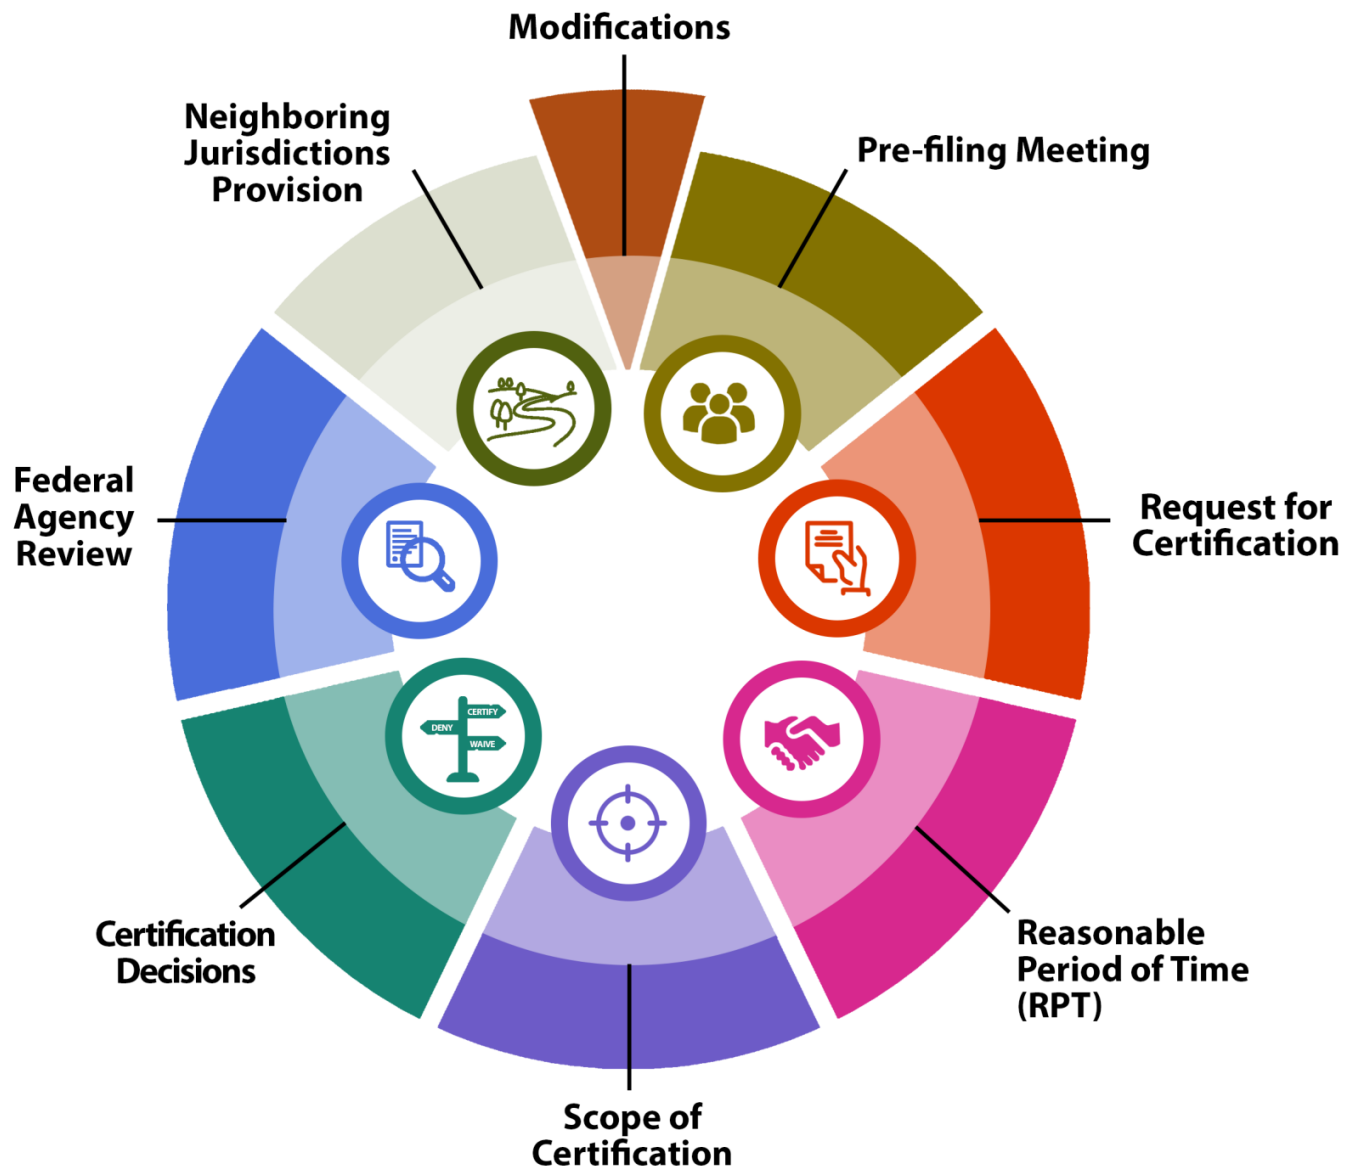 Modifications
Neighboring
Jurisdictions
Provision
Pre-filing Meeting
Federal
Agency
Review
Request for
Certification
CERTIFY
DENY
WAIVE
Certification
Decisions
Reasonable
Period of Time
(RPT)
Scope of
Certification